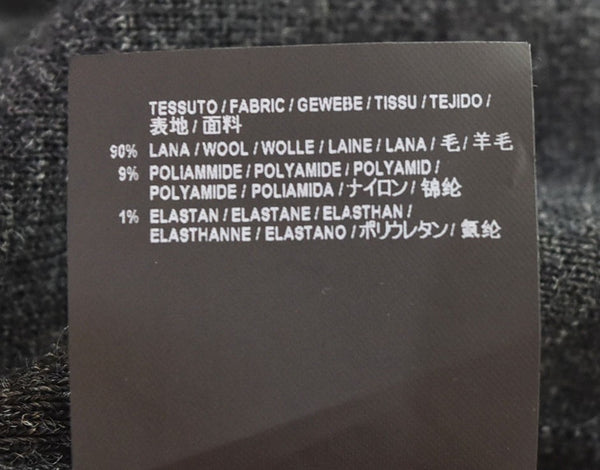 TESSUTO / FABRIC / GEWEBE / TISSU / TEJIDO /
表地 / 面料
90% LANA / WOOL / WOLLE / LAINE / LANA / 毛 / 羊毛
9% POLIAMMIDE / POLYAMIDE / POLYAMID /
POLYAMIDE / POLIAMIDA / ナイロン / 锦纶
1% ELASTAN / ELASTANE / ELASTHAN /
ELASTHANNE / ELASTANO / ポリウレタン / 氨纶